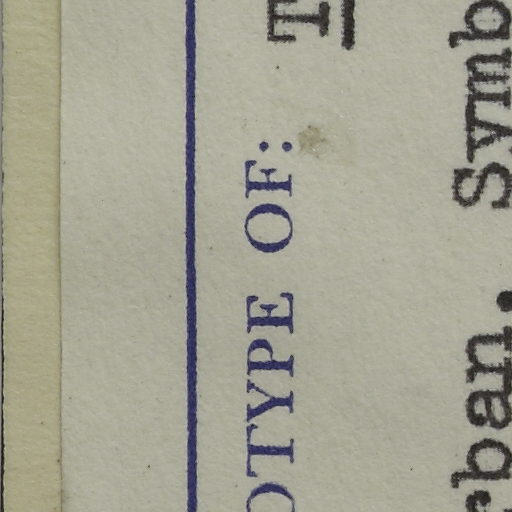 OTYPE OF: T
rban. Symb